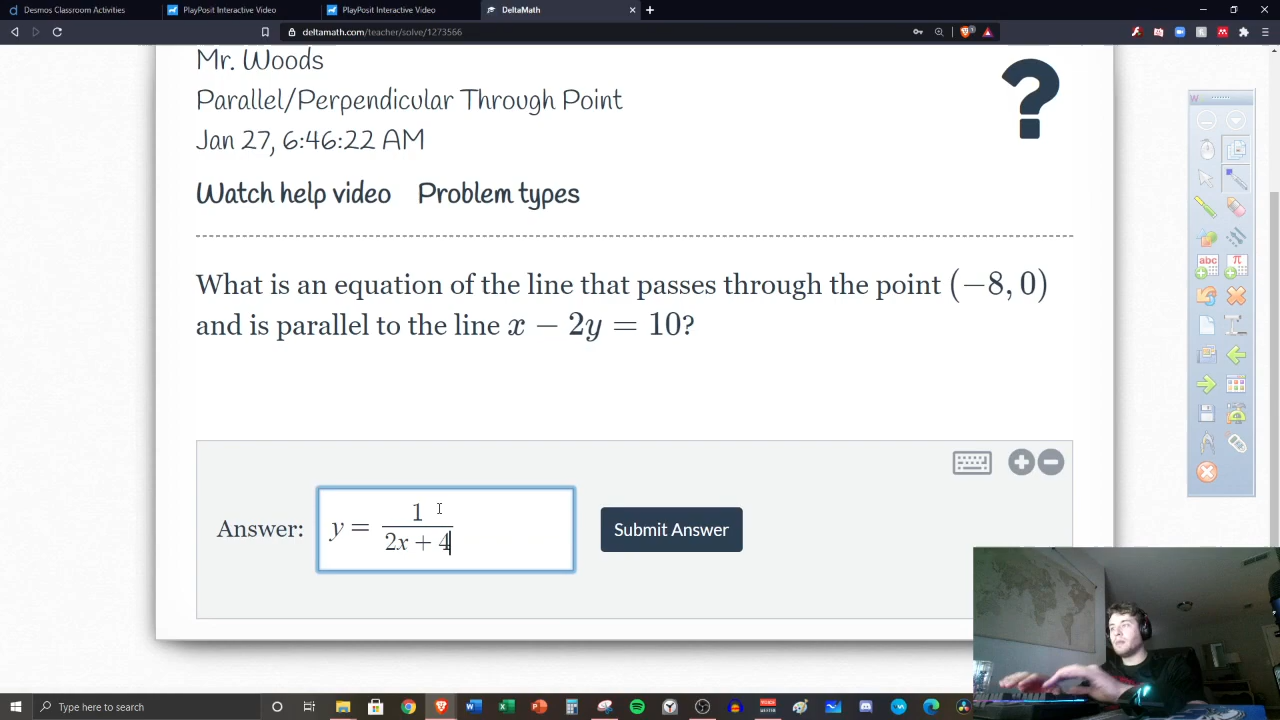 Desmos Classroom Activities
PlayPosit Interactive Video
PlayPosit Interactive Video
DeltaMath
deltamath.com/teacher/solve/1273566
Mr. Woods
Parallel/Perpendicular Through Point
Jan 27, 6:46:22 AM
?
Watch help video Problem types
What is an equation of the line that passes through the point (−8, 0)
and is parallel to the line x − 2y = 10?
Answer: y = 1/(2x + 4
Submit Answer
Type here to search